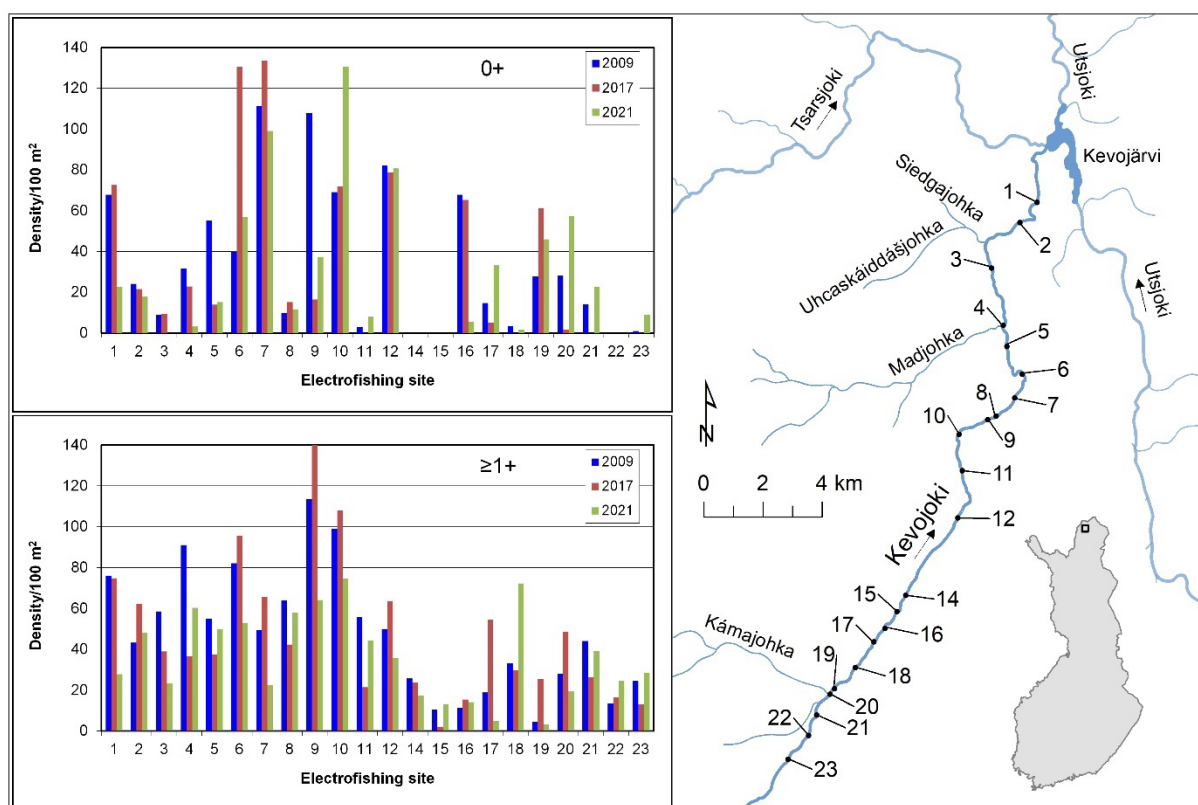 140
120
100
80
60
40
20
0
Density/100 m²
0+
2009
2017
2021
1 2 3 4 5 6 7 8 9 10 11 12 14 15 16 17 18 19 20 21 22 23
Electrofishing site
140
120
100
80
60
40
20
0
Density/100 m²
≥1+
2009
2017
2021
1 2 3 4 5 6 7 8 9 10 11 12 14 15 16 17 18 19 20 21 22 23
Electrofishing site
Utsjoki
Tsarsjoki
Kevojärvi
Siedgajohka
1
2
Uhcaskáiddášjohka
3
Utsjoki
4
5
Madjohka
6
7
8
9
10
N
11
0 2 4 km
12
Kevojoki
14
15
16
17
Kámajohka
18
19
20
21
22
23